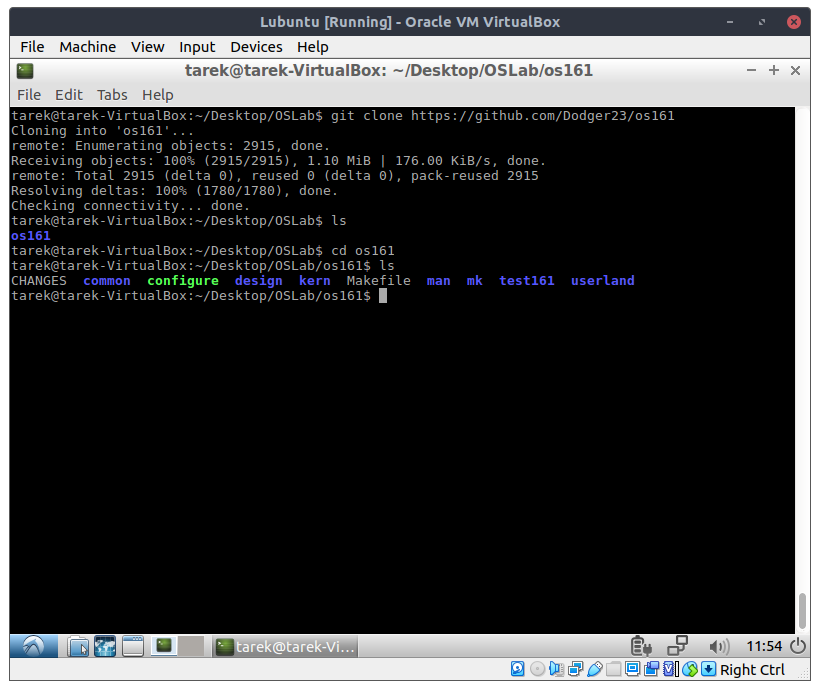 Lubuntu [Running] - Oracle VM VirtualBox
File Machine View Input Devices Help
tarek@tarek-VirtualBox: ~/Desktop/OSLab/os161
File Edit Tabs Help
tarek@tarek-VirtualBox:~/Desktop/OSLab$ git clone https://github.com/Dodger23/os161
Cloning into 'os161'...
remote: Enumerating objects: 2915, done.
Receiving objects: 100% (2915/2915), 1.10 MiB | 176.00 KiB/s, done.
remote: Total 2915 (delta 0), reused 0 (delta 0), pack-reused 2915
Resolving deltas: 100% (1780/1780), done.
Checking connectivity... done.
tarek@tarek-VirtualBox:~/Desktop/OSLab$ ls
os161
tarek@tarek-VirtualBox:~/Desktop/OSLab$ cd os161
tarek@tarek-VirtualBox:~/Desktop/OSLab/os161$ ls
CHANGES common configure design kern Makefile man mk test161 userland
tarek@tarek-VirtualBox:~/Desktop/OSLab/os161$
tarek@tarek-Vi... 11:54
Right Ctrl